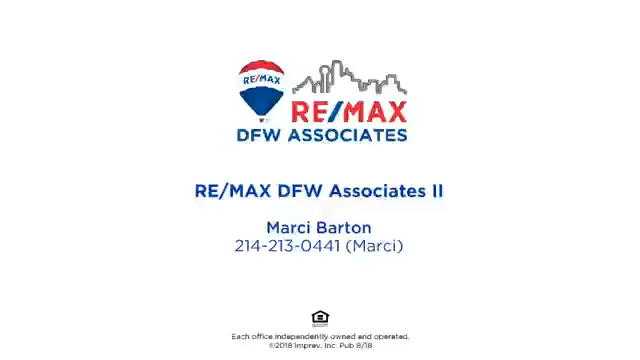 RE/MAX
RE/MAX
DFW ASSOCIATES
RE/MAX DFW Associates II
Marci Barton
214-213-0441 (Marci)
Each office independently owned and operated.
©2018 Imprev, Inc. Pub 8/18